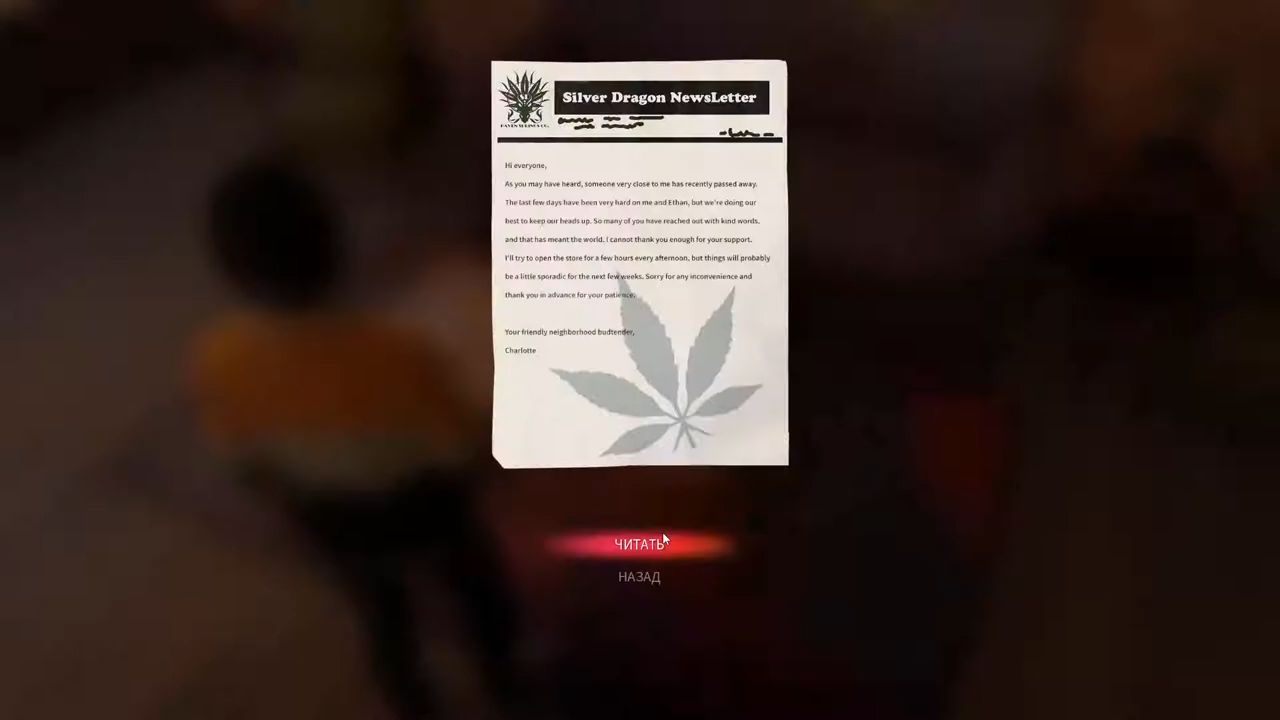 Silver Dragon NewsLetter
HAVEN SPRINGS CO.
Hi everyone,
As you may have heard, someone very close to me has recently passed away.
The last few days have been very hard on me and Ethan, but we're doing our
best to keep our heads up. So many of you have reached out with kind words,
and that has meant the world. I cannot thank you enough for your support.
I'll try to open the store for a few hours every afternoon, but things will probably
be a little sporadic for the next few weeks. Sorry for any inconvenience and
thank you in advance for your patience.
Your friendly neighborhood budtender,
Charlotte
ЧИТАТЬ
НАЗАД